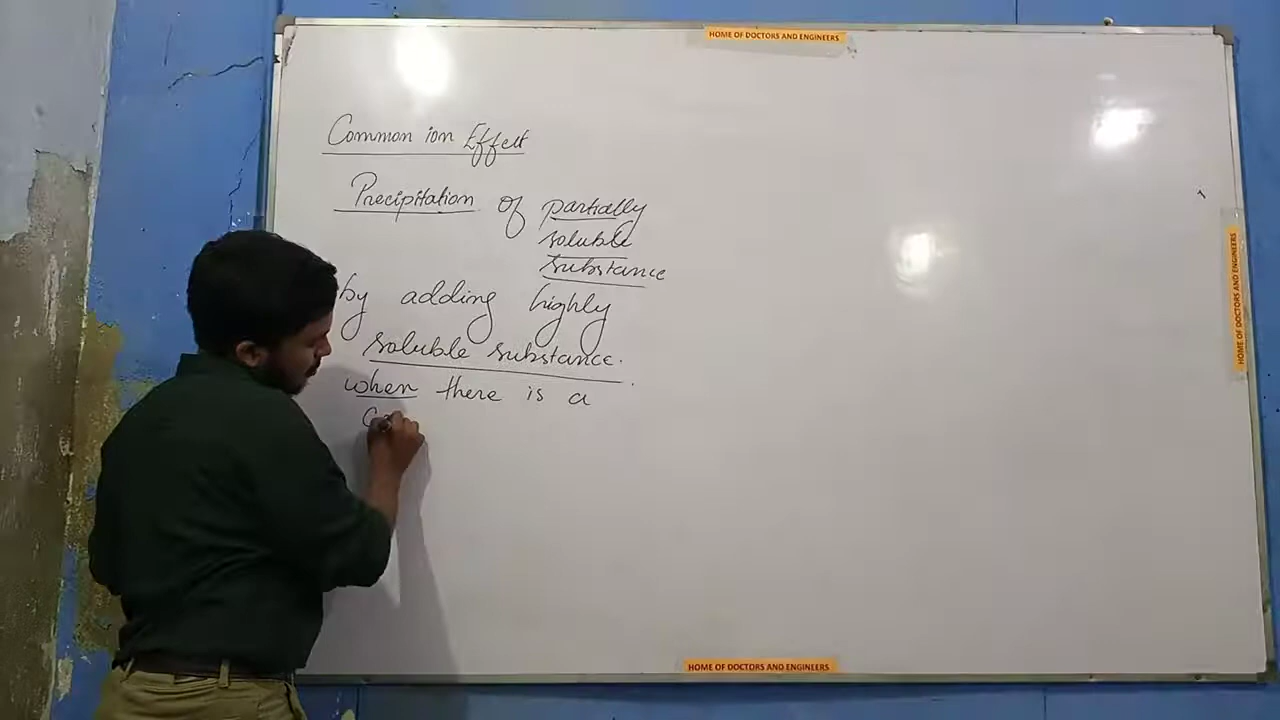 HOME OF DOCTORS AND ENGINEERS
Common ion Effect
Precipitation of partially
soluble
substance
by adding highly
soluble substance.
when there is a
HOME OF DOCTORS AND ENGINEERS
HOME OF DOCTORS AND ENGINEERS